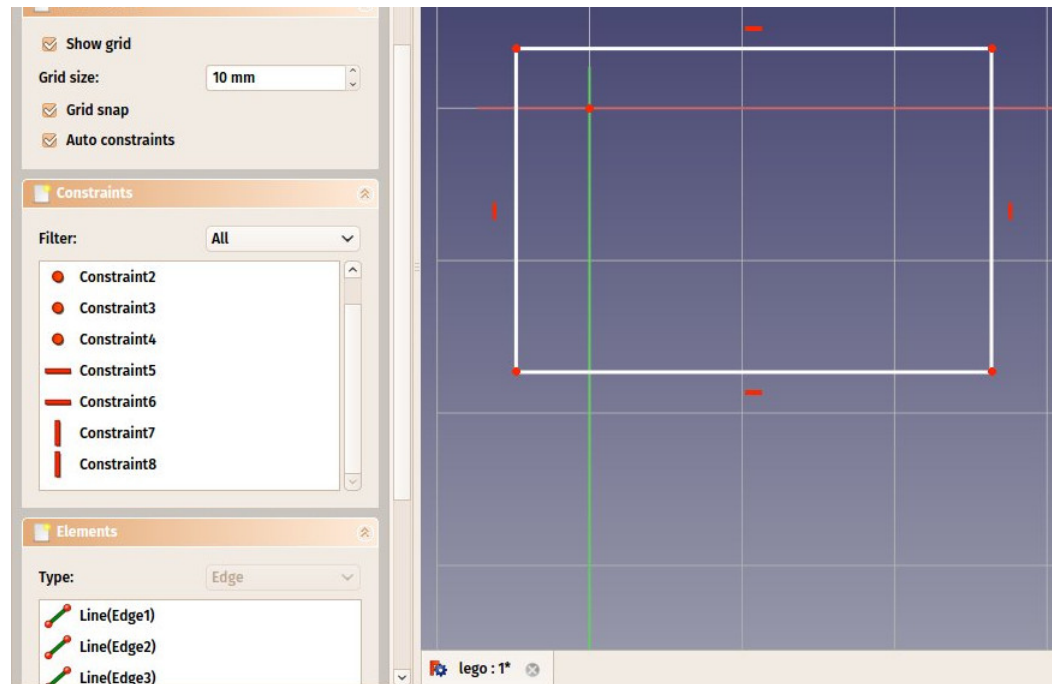 Show grid
Grid size: 10 mm
Grid snap
Auto constraints
Constraints
Filter: All
Constraint2
Constraint3
Constraint4
Constraint5
Constraint6
Constraint7
Constraint8
Elements
Type: Edge
Line(Edge1)
Line(Edge2)
Line(Edge3)
lego : 1*